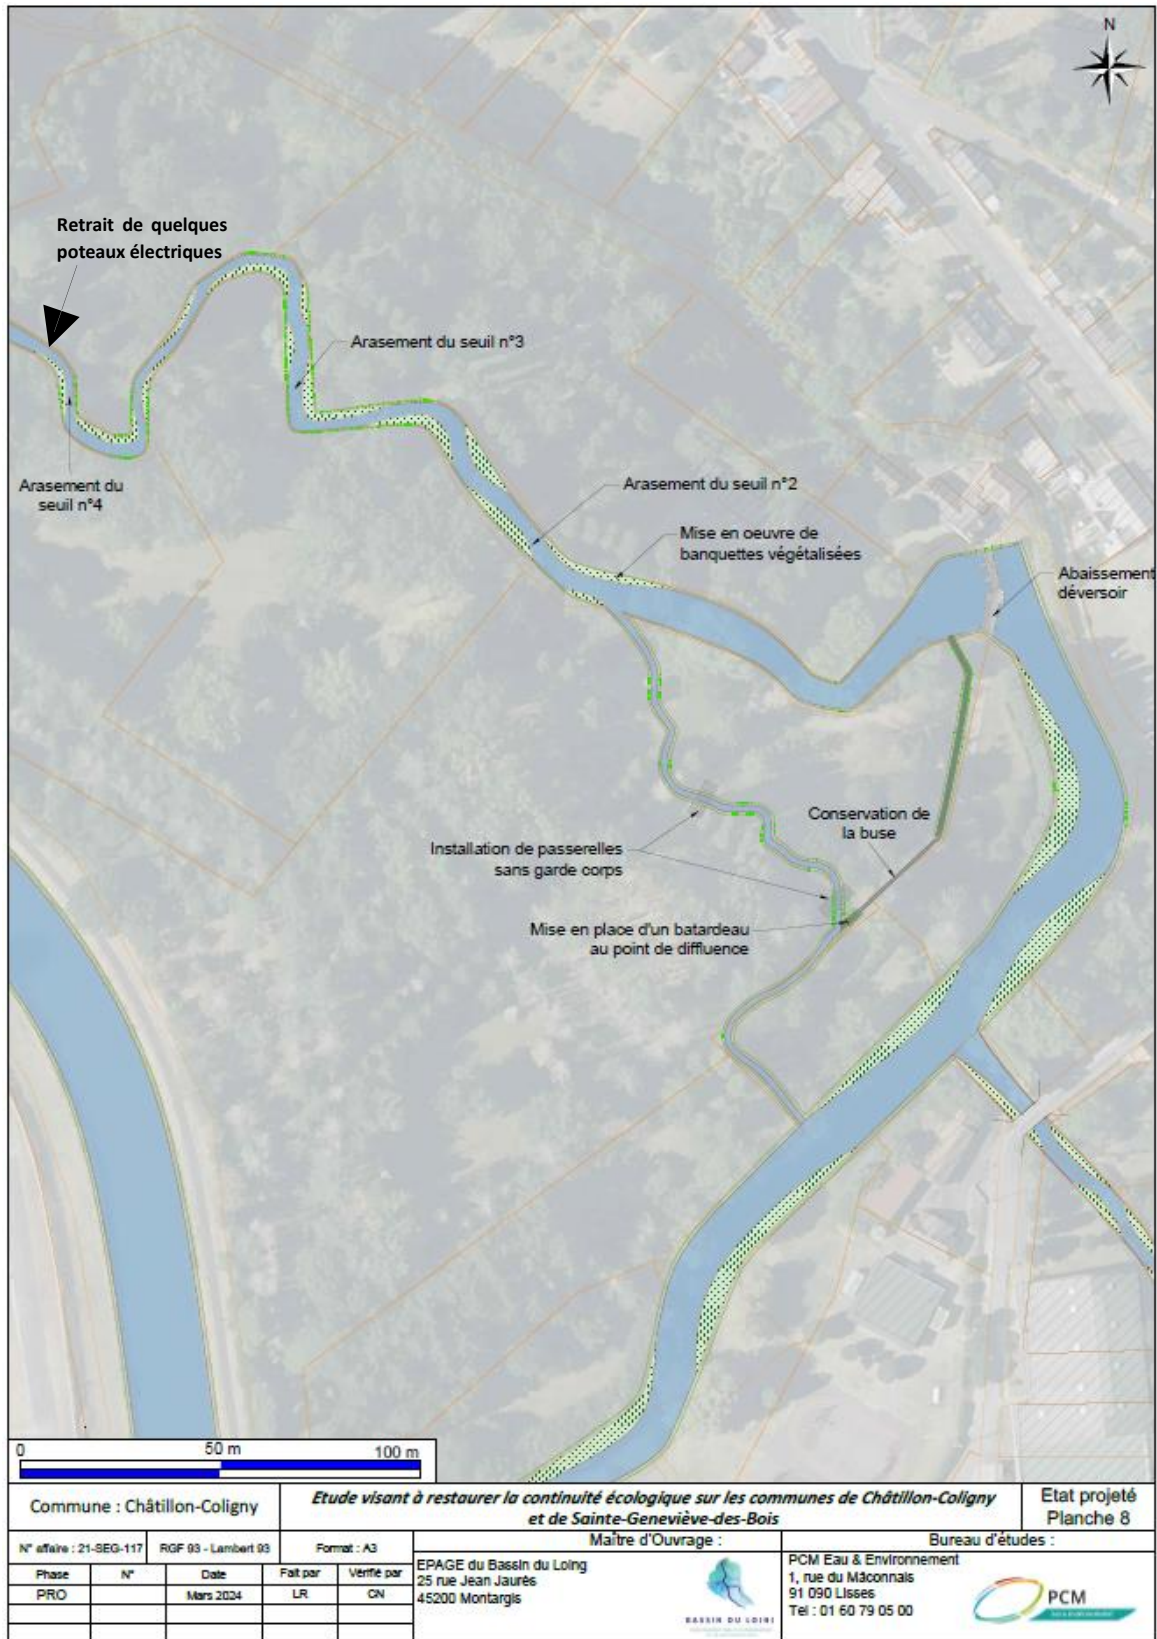 N
Retrait de quelques
poteaux électriques
Arasement du seuil n°3
Arasement du
seuil n°4
Arasement du seuil n°2
Mise en oeuvre de
banquettes végétalisées
Abaissement
déversoir
Conservation de
la buse
Installation de passerelles
sans garde corps
Mise en place d'un batardeau
au point de diffluence
0 50 m 100 m
Commune : Châtillon-Coligny
Etude visant à restaurer la continuité écologique sur les communes de Châtillon-Coligny
et de Sainte-Geneviève-des-Bois
Etat projeté
Planche 8
N° affaire : 21-SEG-117 RGF 93 - Lambert 93 Format : A3
Phase N° Date Fait par Vérifié par
PRO Mars 2024 LR CN
Maître d'Ouvrage :
EPAGE du Bassin du Loing
25 rue Jean Jaurès
45200 Montargis
BASSIN DU LOING
Bureau d'études :
PCM Eau & Environnement
1, rue du Mâconnais
91 090 Lisses
Tel : 01 60 79 05 00
PCM